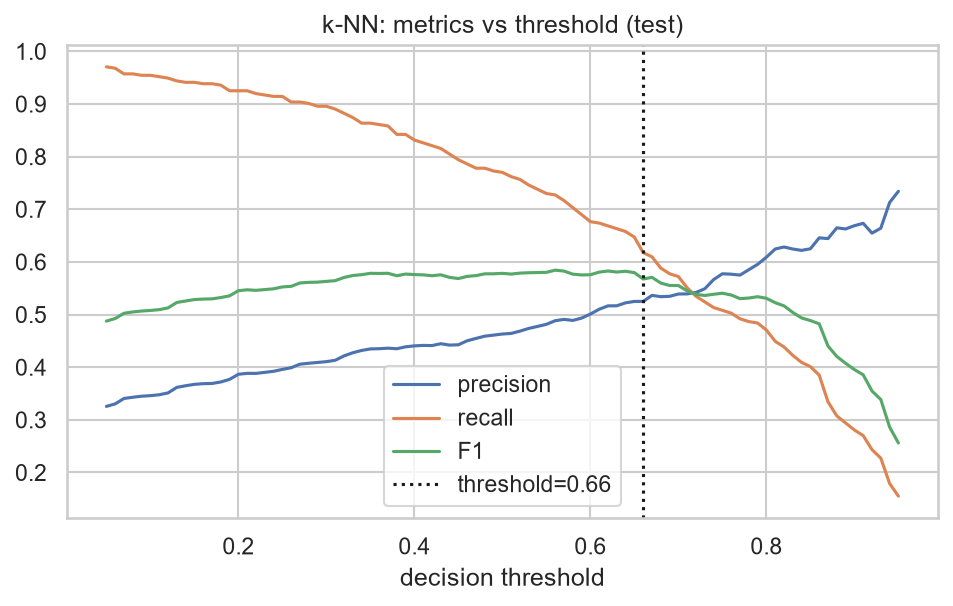 k-NN: metrics vs threshold (test)
1.0
0.9
0.8
0.7
0.6
0.5
0.4
0.3
0.2
precision
recall
F1
threshold=0.66
0.2 0.4 0.6 0.8
decision threshold